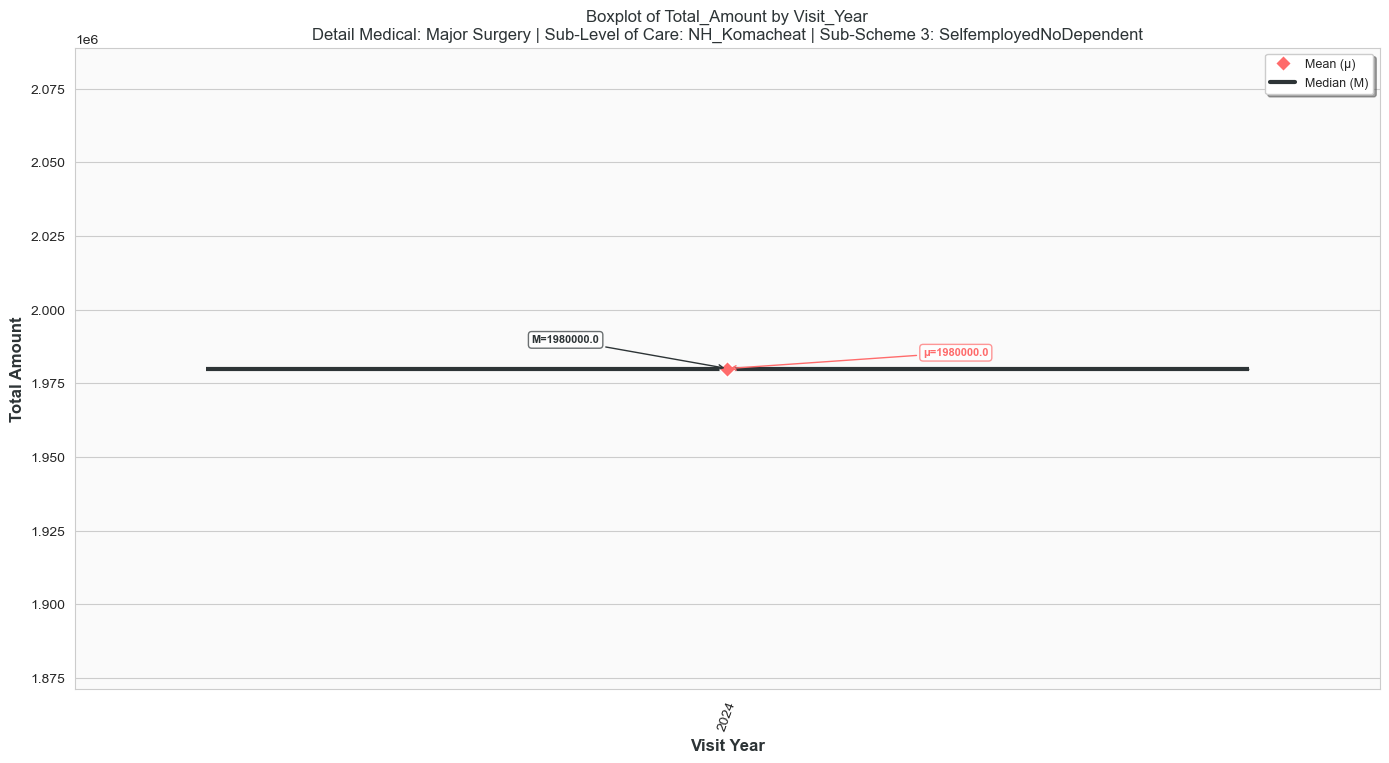 Boxplot of Total_Amount by Visit_Year
Detail Medical: Major Surgery | Sub-Level of Care: NH_Komacheat | Sub-Scheme 3: SelfemployedNoDependent
1e6
Mean (μ)
Median (M)
2.075
2.050
2.025
2.000
1.975
1.950
1.925
1.900
1.875
Total Amount
M=1980000.0
μ=1980000.0
2024
Visit Year